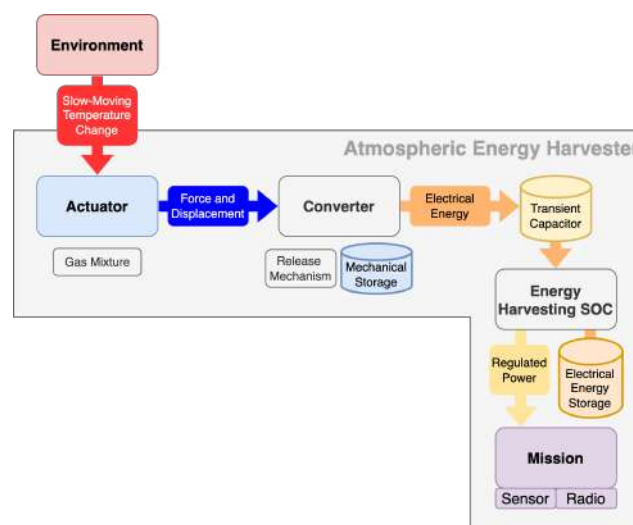 Environment
Slow-Moving
Temperature
Change
Atmospheric Energy Harvester
Actuator
Force and
Displacement
Converter
Electrical
Energy
Transient
Capacitor
Gas Mixture
Release
Mechanism
Mechanical
Storage
Energy
Harvesting SOC
Regulated
Power
Electrical
Energy
Storage
Mission
Sensor
Radio